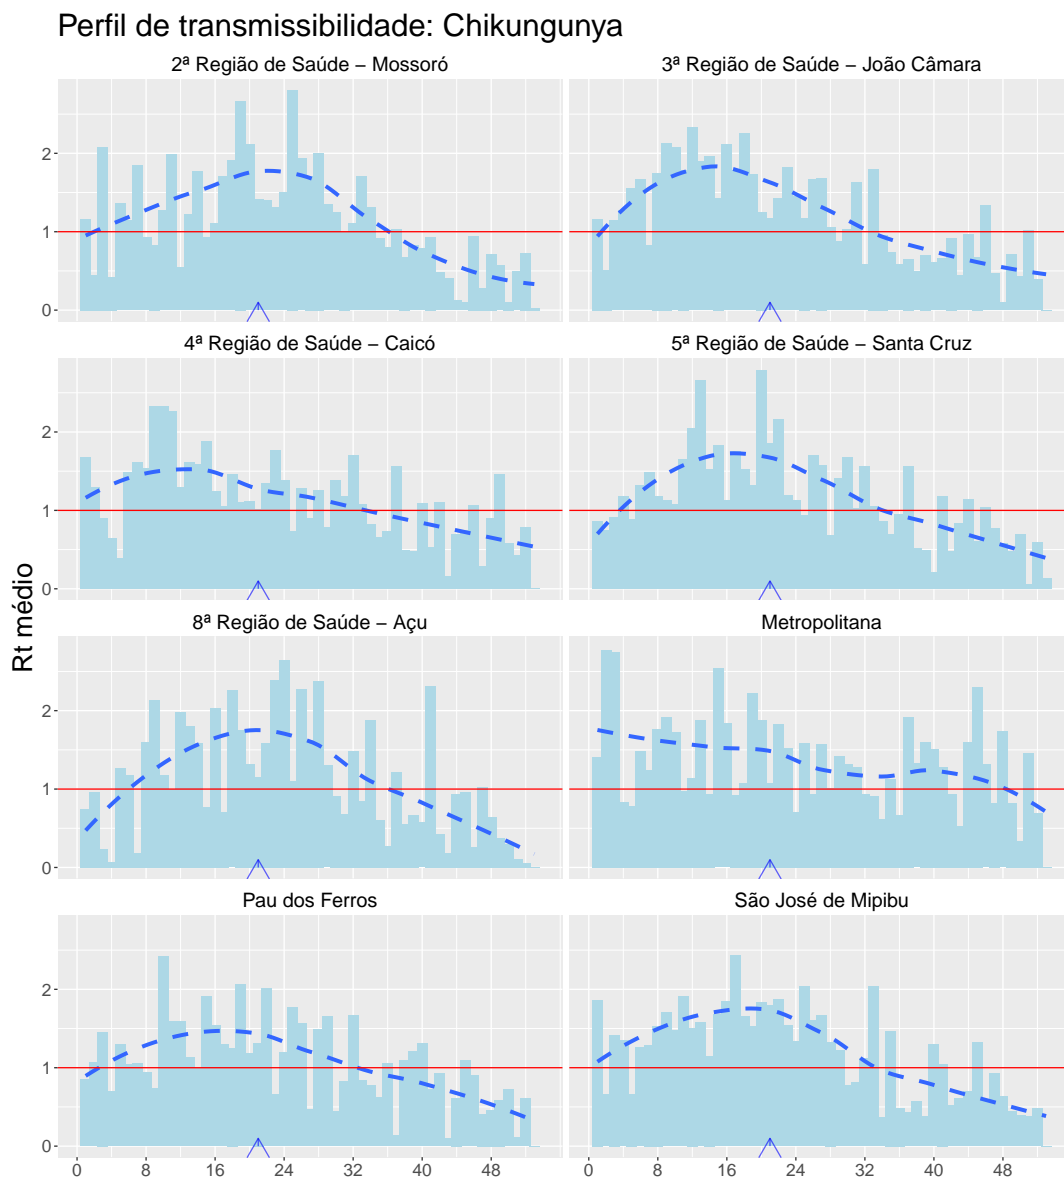 Perfil de transmissibilidade: Chikungunya
2ª Região de Saúde – Mossoró
3ª Região de Saúde – João Câmara
2
1
0
4ª Região de Saúde – Caicó
5ª Região de Saúde – Santa Cruz
2
1
0
Rt médio
8ª Região de Saúde – Açu
Metropolitana
2
1
0
Pau dos Ferros
São José de Mipibu
2
1
0
0 8 16 24 32 40 48
0 8 16 24 32 40 48